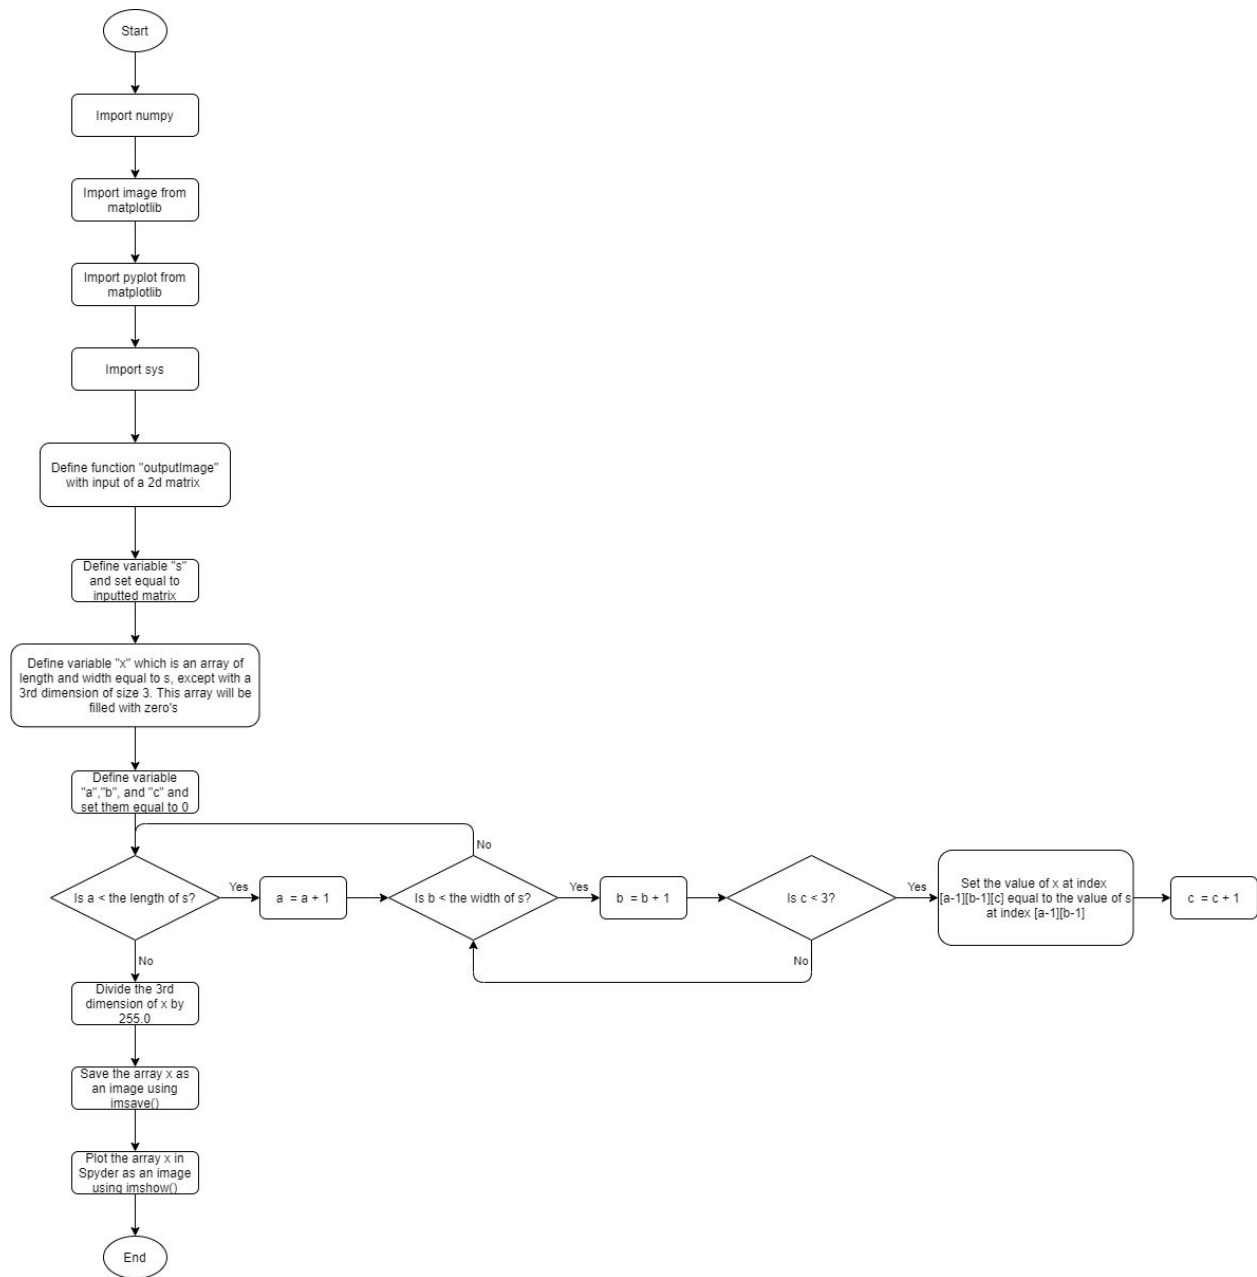 Start
Import numpy
Import image from
matplotlib
Import pyplot from
matplotlib
Import sys
Define function "outputImage"
with input of a 2d matrix
Define variable "s"
and set equal to
inputted matrix
Define variable "x" which is an array of
length and width equal to s, except with a
3rd dimension of size 3. This array will be
filled with zero's
Define variable
"a","b", and "c" and
set them equal to 0
Is a < the length of s?
Yes
a = a + 1
Is b < the width of s?
No
Yes
b = b + 1
Is c < 3?
No
Yes
Set the value of x at index
[a-1][b-1][c] equal to the value of s
at index [a-1][b-1]
c = c + 1
No
Divide the 3rd
dimension of x by
255.0
Save the array x as
an image using
imsave()
Plot the array x in
Spyder as an image
using imshow()
End